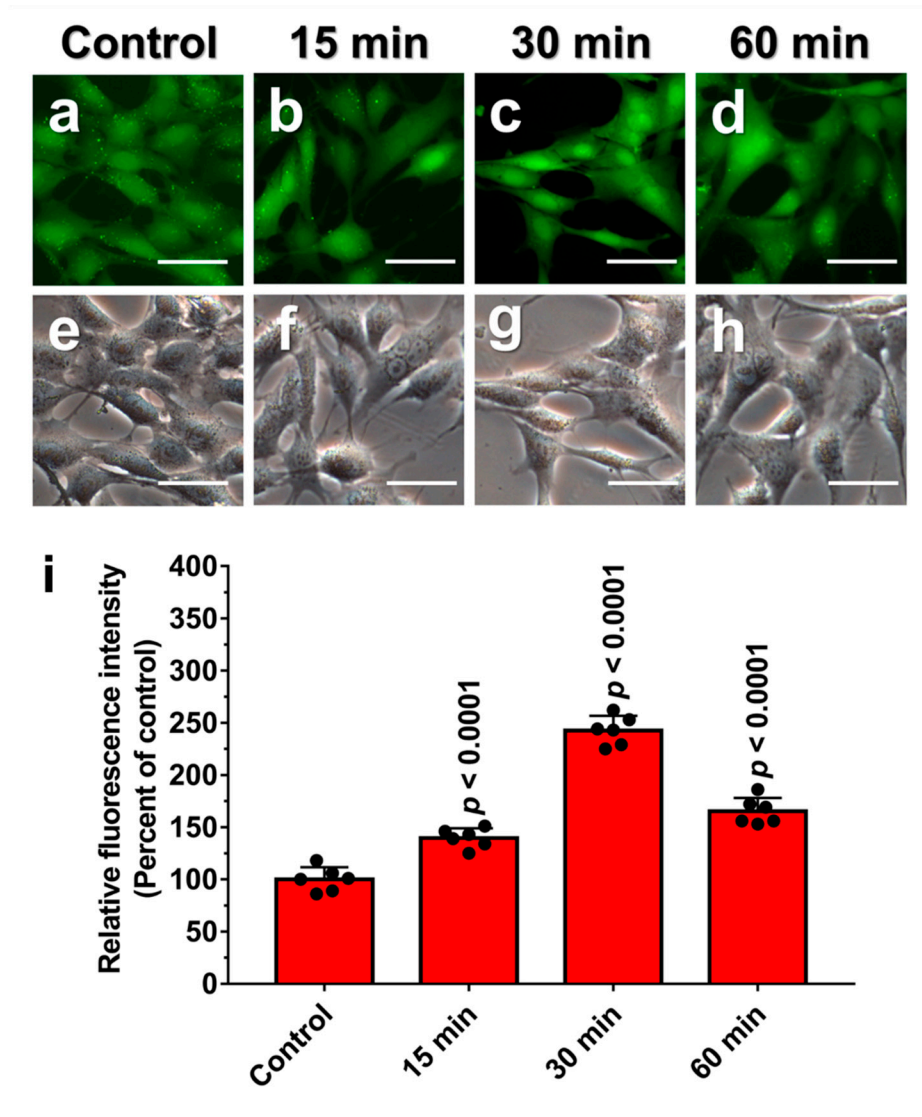 Control 15 min 30 min 60 min
a b c d
e f g h
i
Relative fluorescence intensity
(Percent of control)
400
350
300
250
200
150
100
50
0
p < 0.0001
p < 0.0001
p < 0.0001
Control
15 min
30 min
60 min